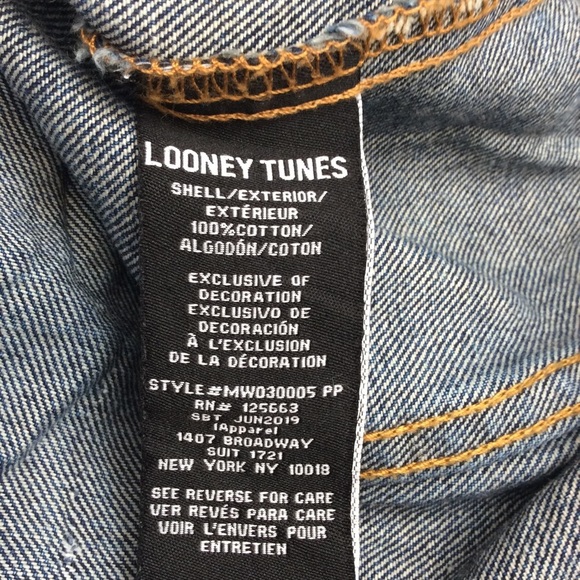 LOONEY TUNES
SHELL/EXTERIOR/
EXTÉRIEUR
100%COTTON/
ALGODÓN/COTON
EXCLUSIVE OF
DECORATION
EXCLUSIVO DE
DECORACIÓN
À L'EXCLUSION
DE LA DÉCORATION
STYLE#MW030005 PP
RN# 125663
SBT JUN2019
iApparel
1407 BROADWAY
SUIT 1721
NEW YORK NY 10018
SEE REVERSE FOR CARE
VER REVÉS PARA CARE
VOIR L'ENVERS POUR
ENTRETIEN